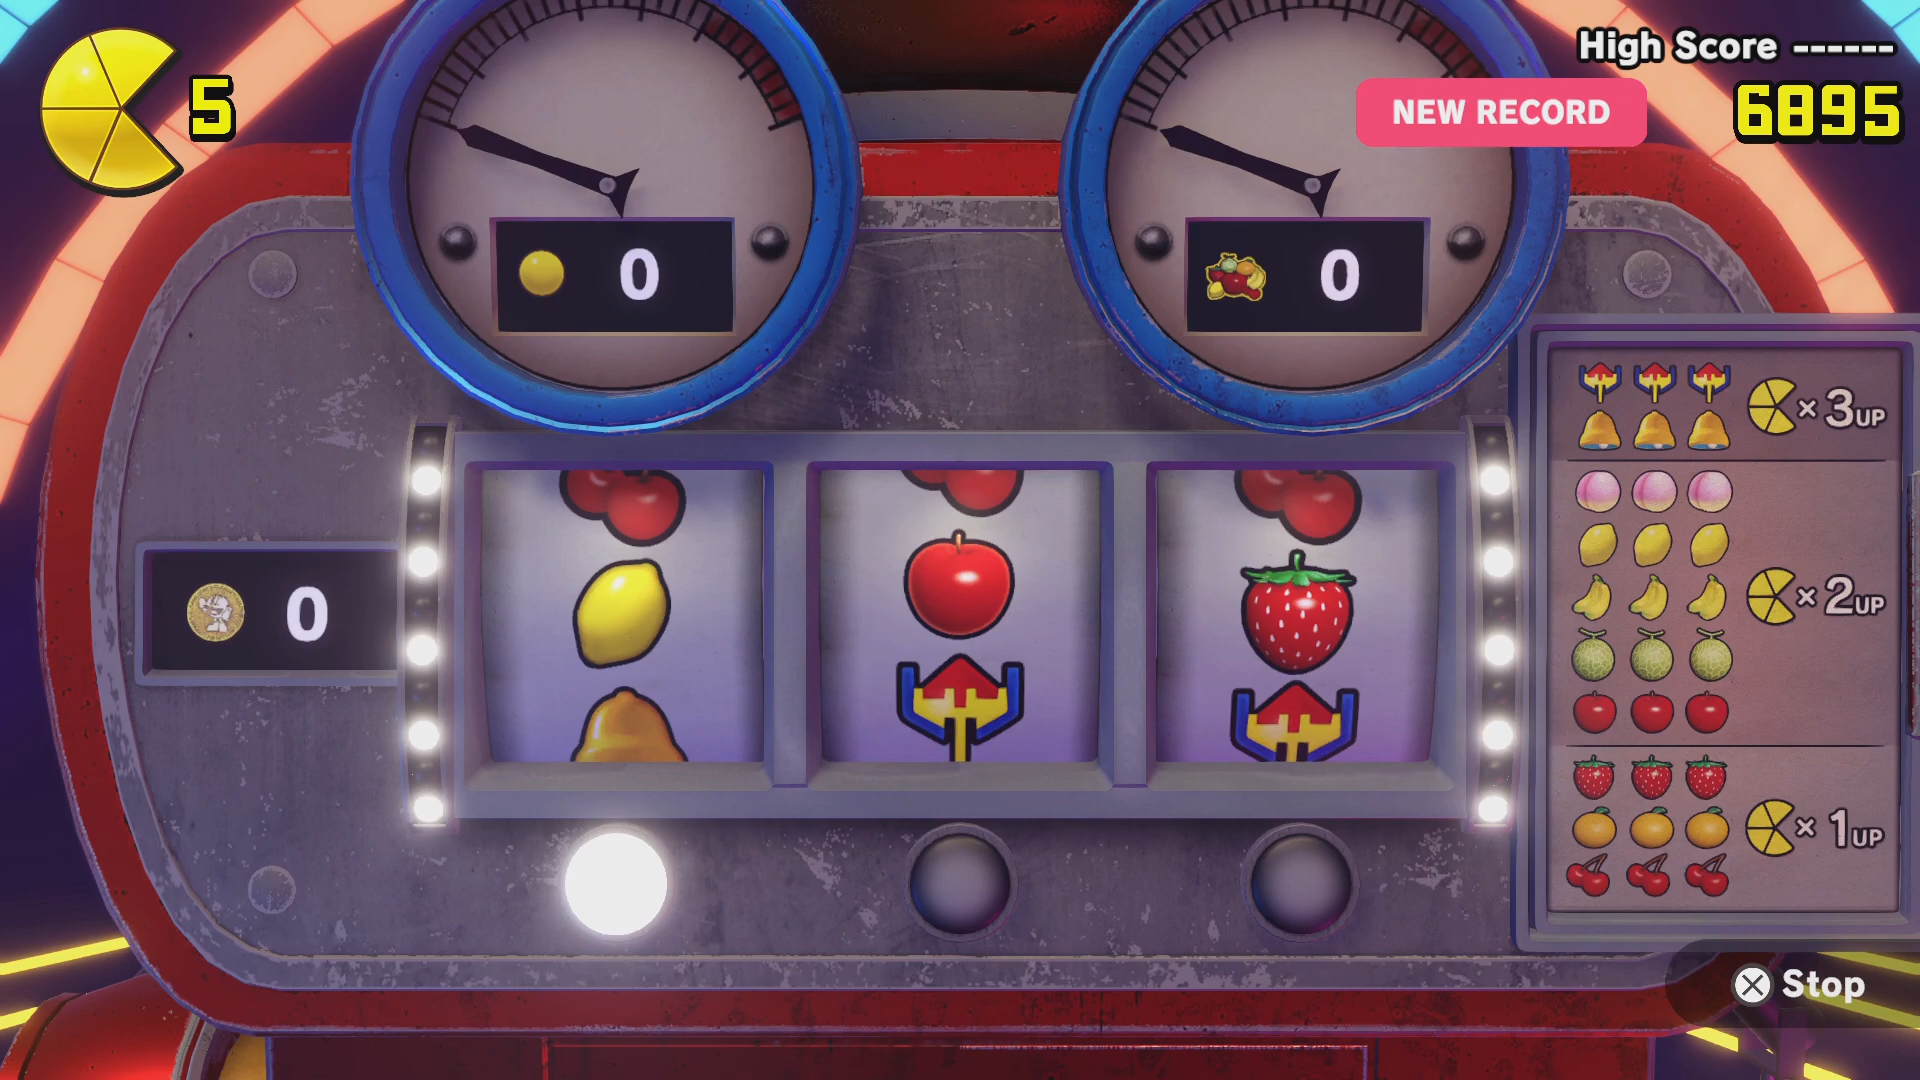 5
High Score ------
NEW RECORD
6895
0
0
0
× 3UP
× 2UP
× 1UP
Stop